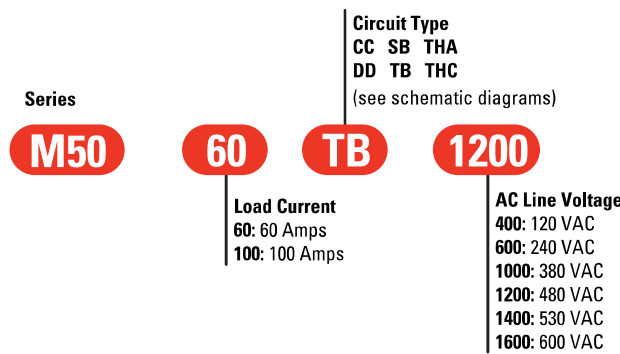 Circuit Type
CC SB THA
DD TB THC
(see schematic diagrams)
Series
M50 60 TB 1200
Load Current
60: 60 Amps
100: 100 Amps
AC Line Voltage
400: 120 VAC
600: 240 VAC
1000: 380 VAC
1200: 480 VAC
1400: 530 VAC
1600: 600 VAC